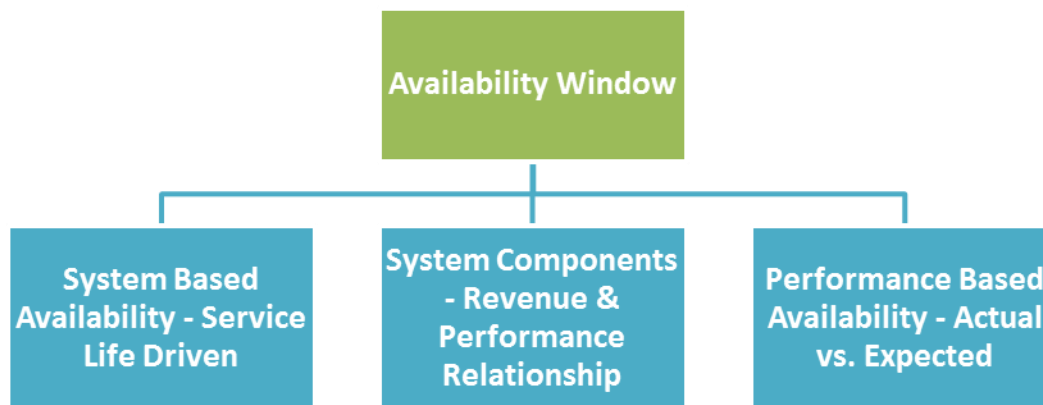 Availability Window
System Based
Availability - Service
Life Driven
System Components
- Revenue &
Performance
Relationship
Performance Based
Availability - Actual
vs. Expected